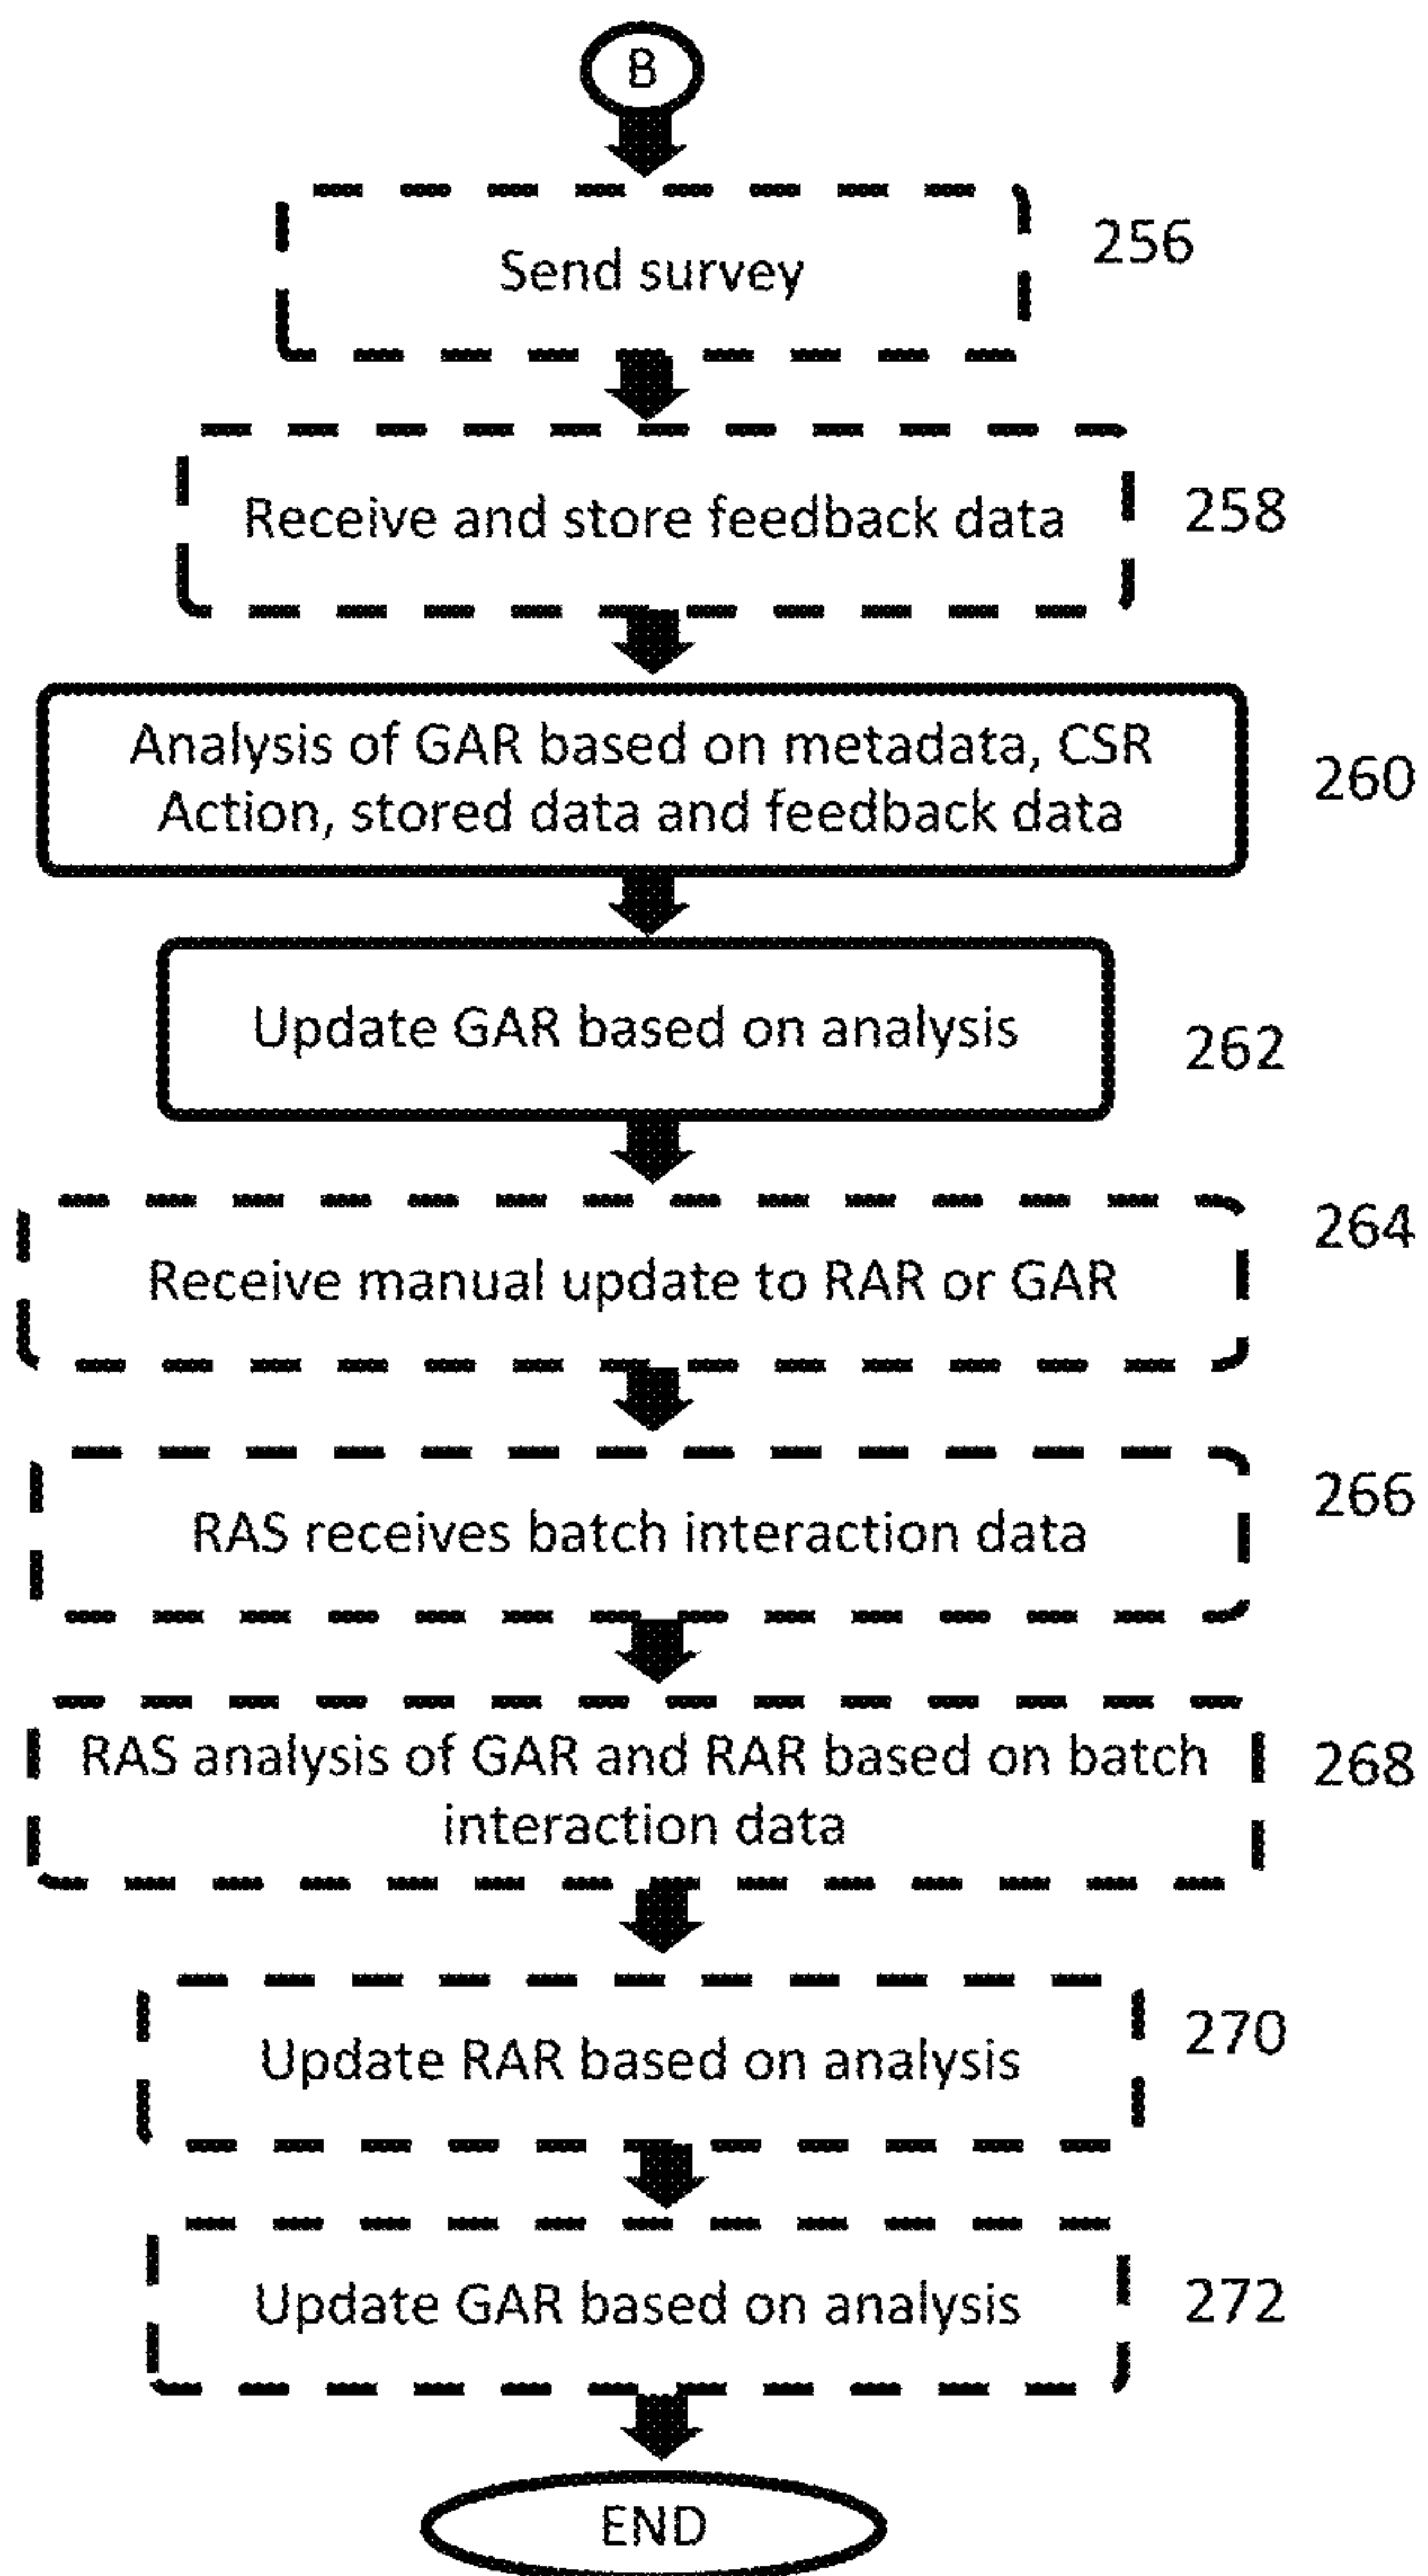 B
Send survey
256
Receive and store feedback data
258
Analysis of GAR based on metadata, CSR
Action, stored data and feedback data
260
Update GAR based on analysis
262
Receive manual update to RAR or GAR
264
RAS receives batch interaction data
266
RAS analysis of GAR and RAR based on batch
interaction data
268
Update RAR based on analysis
270
Update GAR based on analysis
272
END